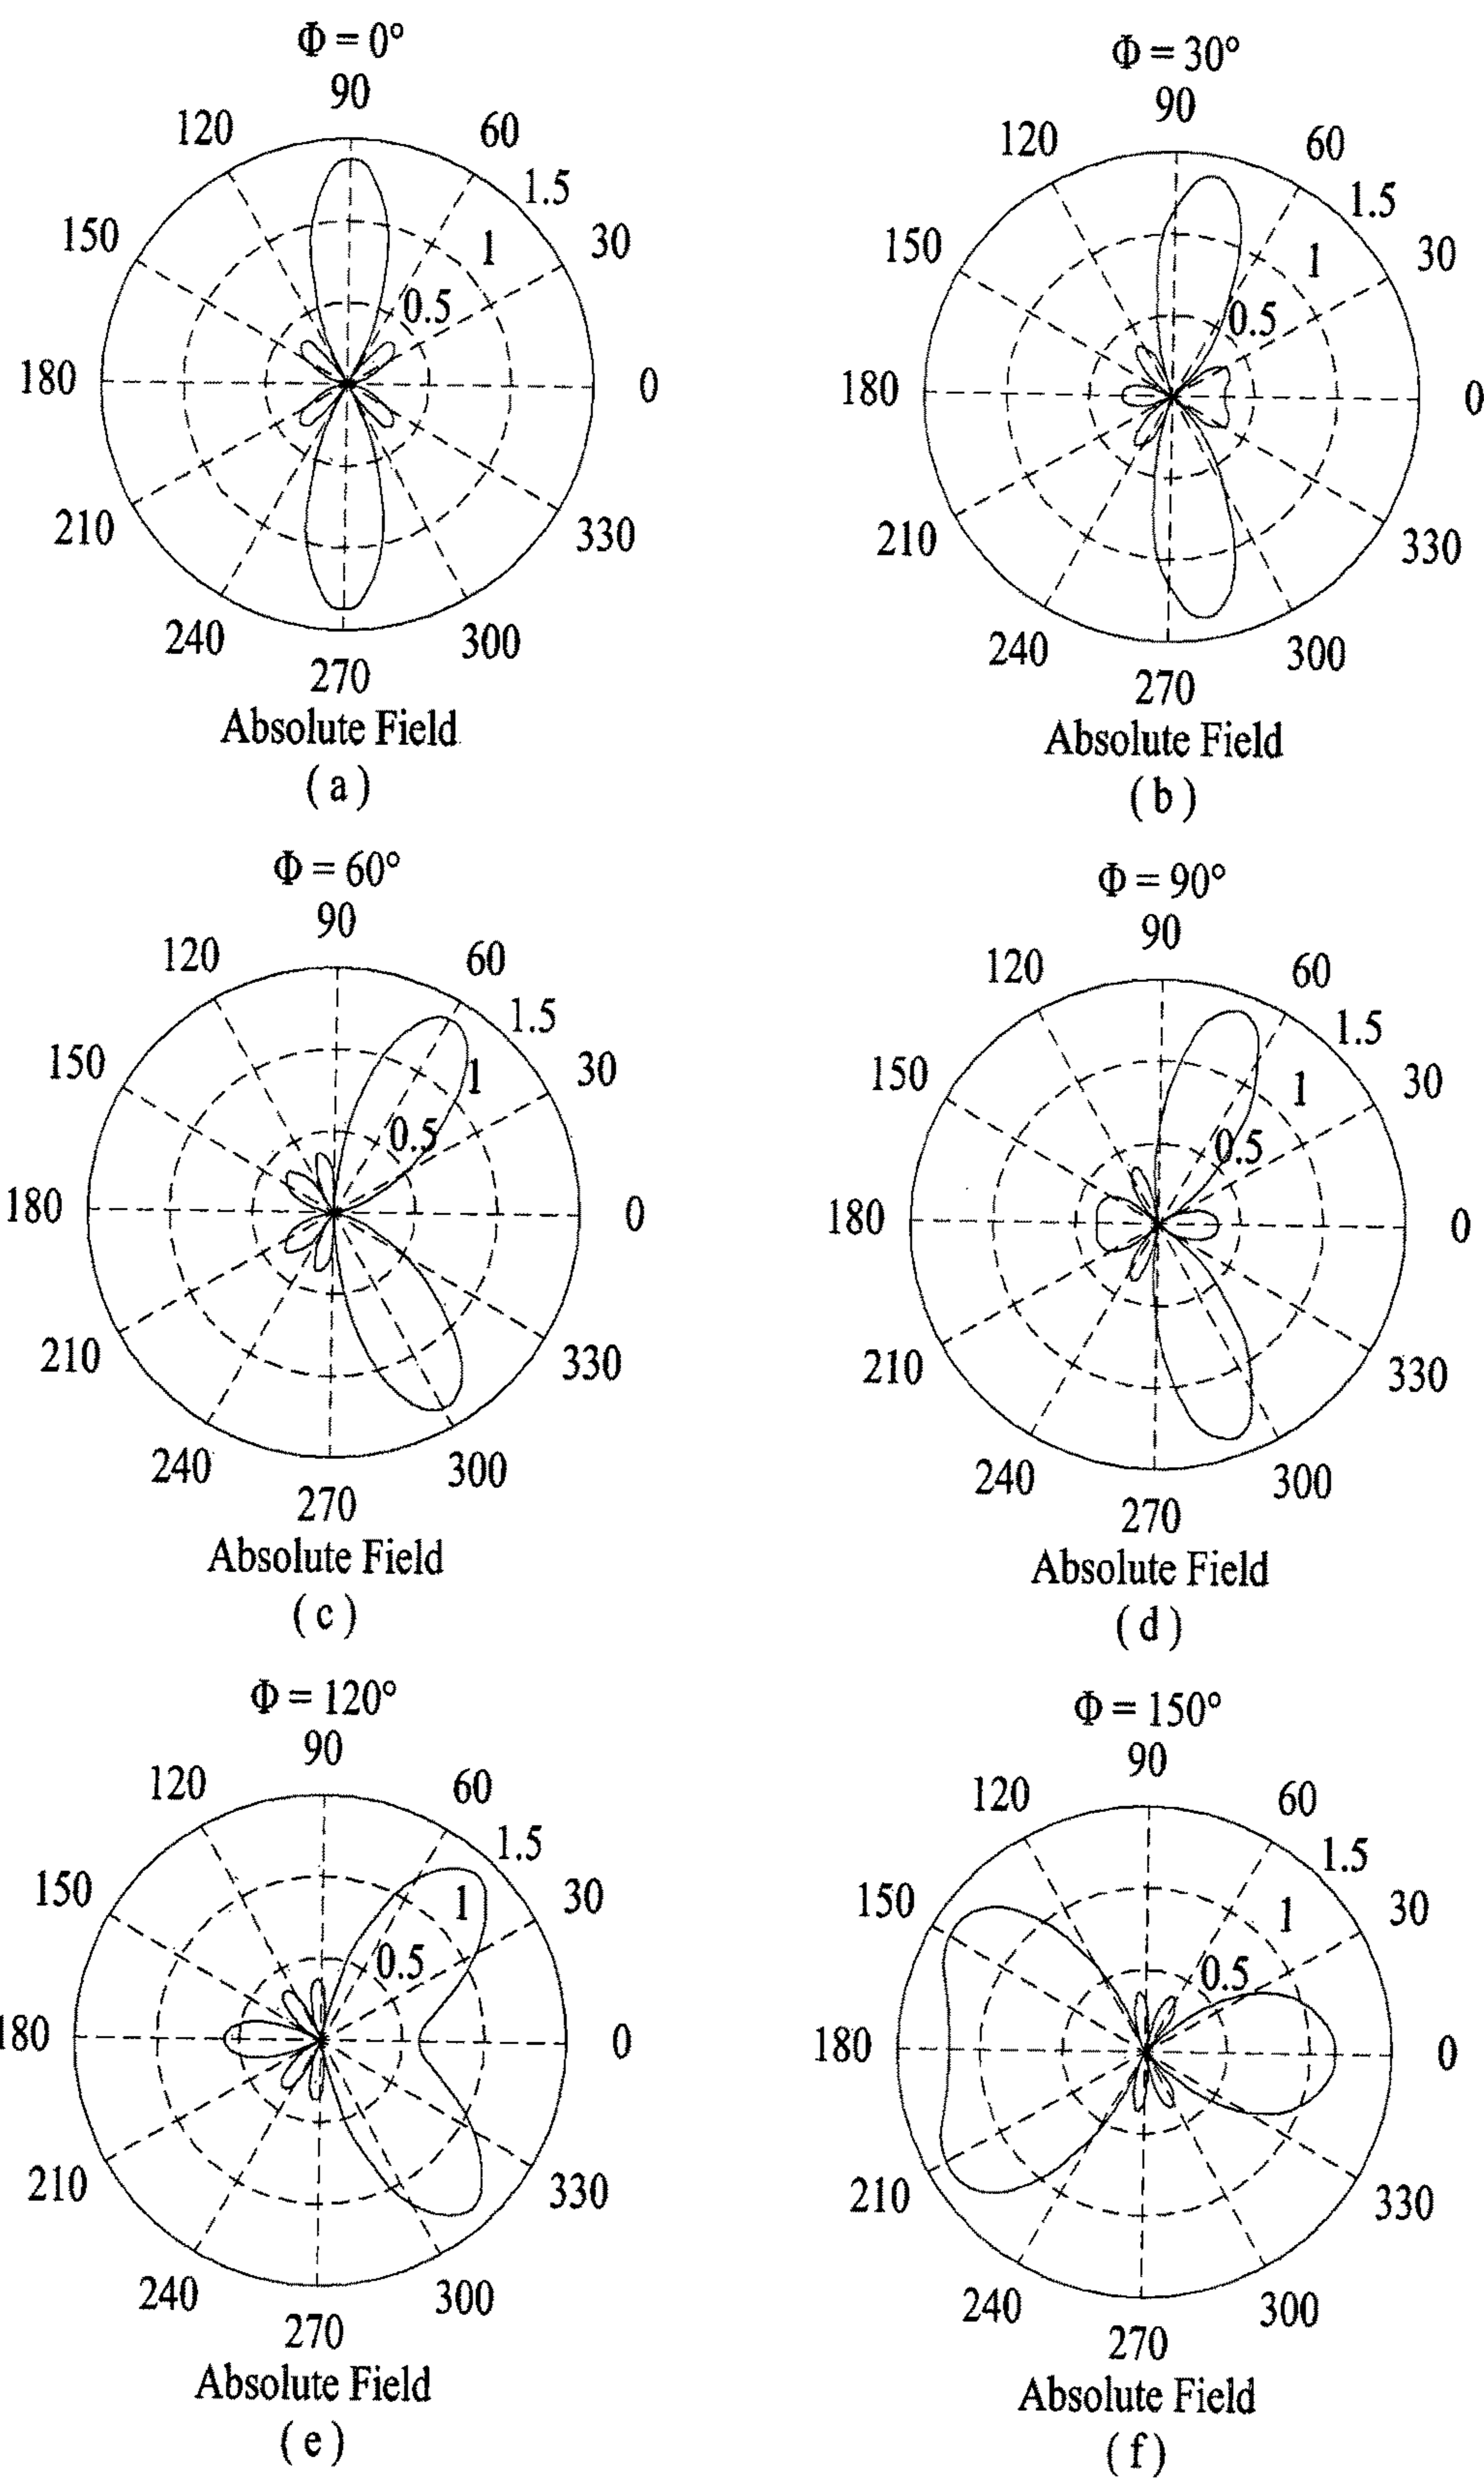 Φ = 0°
90
120 60
1.5
150 1 30
0.5
180 0
210 330
240 300
270
Absolute Field
( a )
Φ = 30°
90
120 60
1.5
150 1 30
0.5
180 0
210 330
240 300
270
Absolute Field
( b )
Φ = 60°
90
120 60
1.5
150 1 30
0.5
180 0
210 330
240 300
270
Absolute Field
( c )
Φ = 90°
90
120 60
1.5
150 1 30
0.5
180 0
210 330
240 300
270
Absolute Field
( d )
Φ = 120°
90
120 60
1.5
150 1 30
0.5
180 0
210 330
240 300
270
Absolute Field
( e )
Φ = 150°
90
120 60
1.5
150 1 30
0.5
180 0
210 330
240 300
270
Absolute Field
( f )